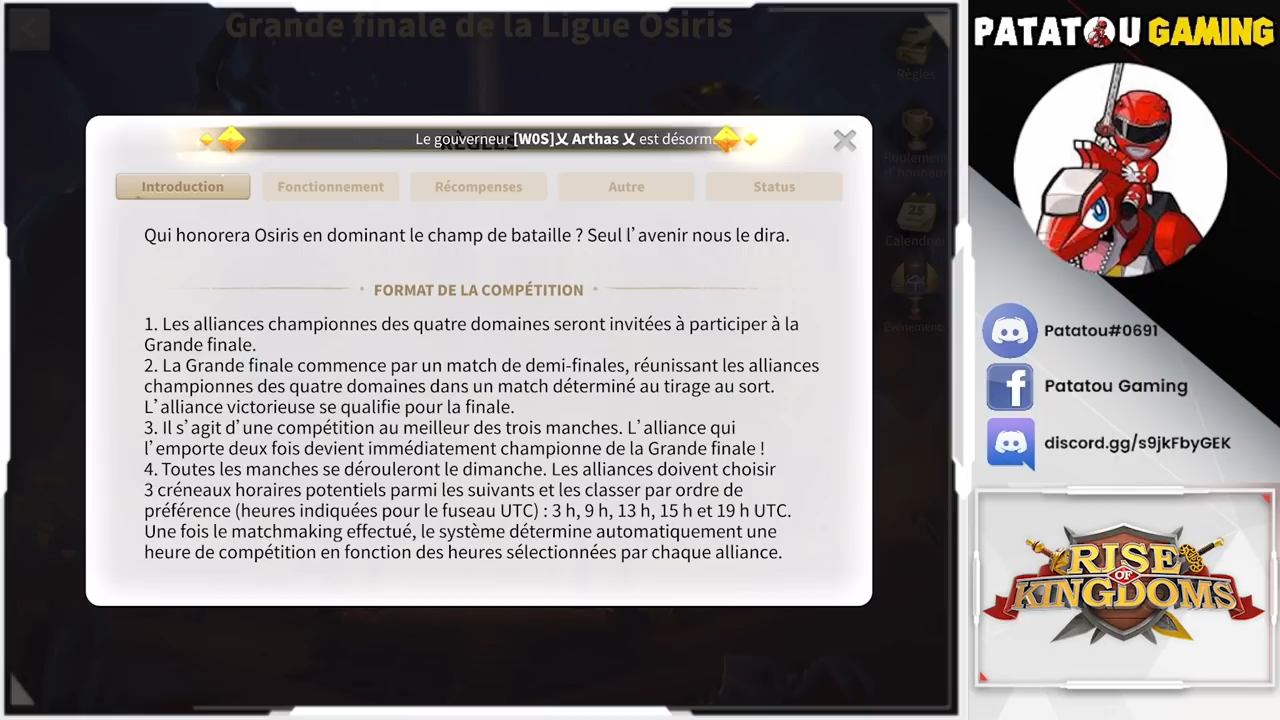 Grande finale de la Ligue Osiris
PATATOU GAMING
Règles
Le gouverneur [W0S]乂 Arthas 乂 est désorm
RÈGLES
Introduction
Fonctionnement
Récompenses
Autre
Status
Qui honorera Osiris en dominant le champ de bataille ? Seul l'avenir nous le dira.
25
Calendrier
FORMAT DE LA COMPÉTITION
1. Les alliances championnes des quatre domaines seront invitées à participer à la
Grande finale.
2. La Grande finale commence par un match de demi-finales, réunissant les alliances
championnes des quatre domaines dans un match déterminé au tirage au sort.
L'alliance victorieuse se qualifie pour la finale.
3. Il s'agit d'une compétition au meilleur des trois manches. L'alliance qui
l'emporte deux fois devient immédiatement championne de la Grande finale !
4. Toutes les manches se dérouleront le dimanche. Les alliances doivent choisir
3 créneaux horaires potentiels parmi les suivants et les classer par ordre de
préférence (heures indiquées pour le fuseau UTC) : 3 h, 9 h, 13 h, 15 h et 19 h UTC.
Une fois le matchmaking effectué, le système détermine automatiquement une
heure de compétition en fonction des heures sélectionnées par chaque alliance.
Patatou#0691
Patatou Gaming
discord.gg/s9jkFbyGEK
RISE
OF
KINGDOMS